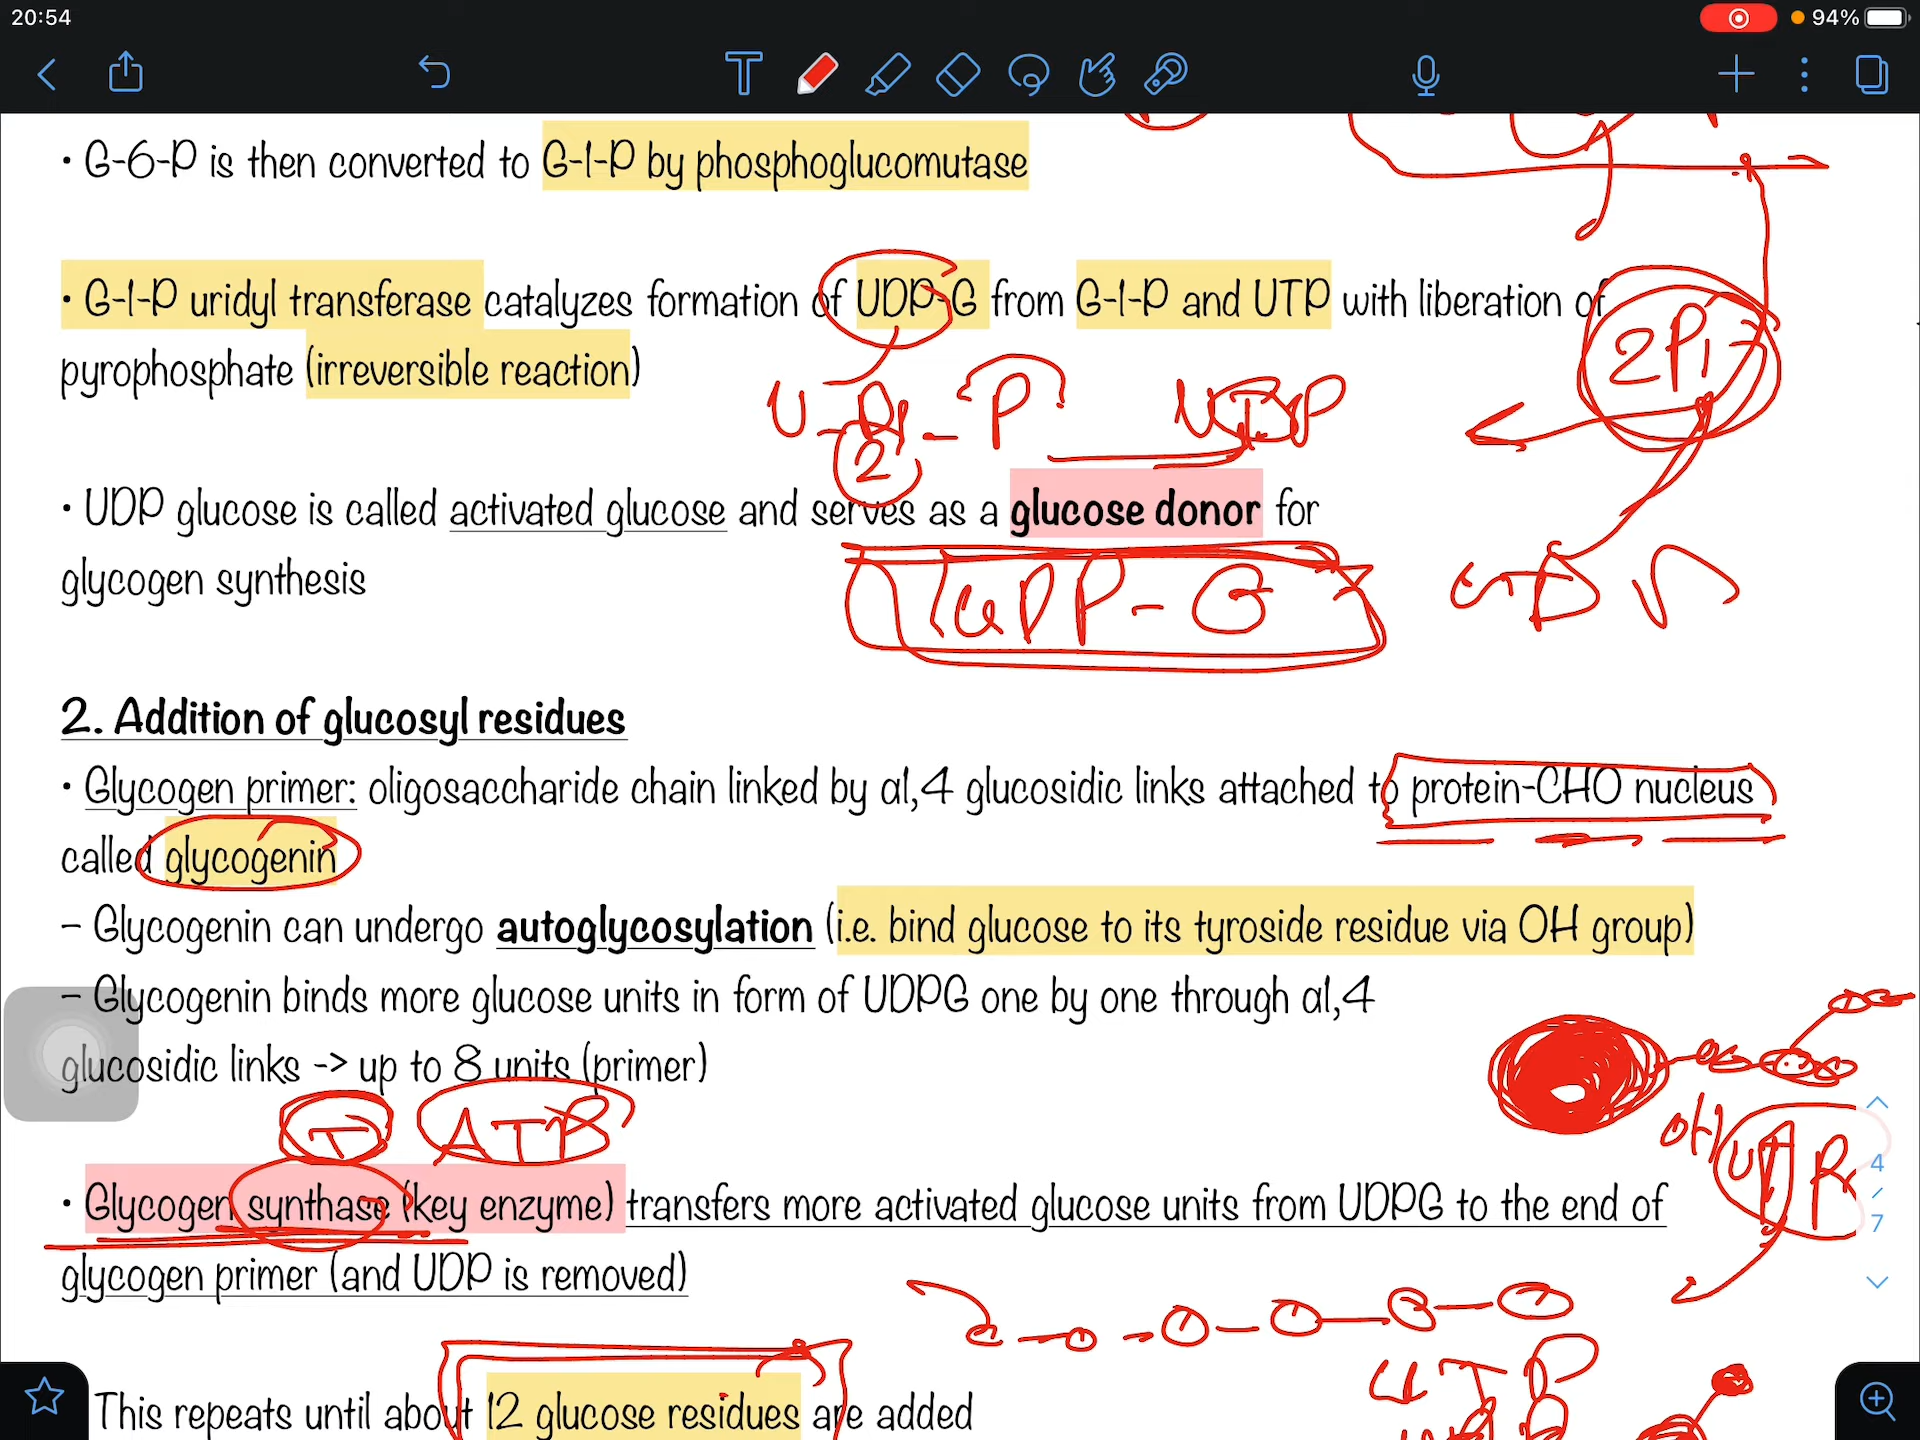 20:54
94%
• G-6-P is then converted to G-1-P by phosphoglucomutase
• G-1-P uridyl transferase catalyzes formation of UDP-G from G-1-P and UTP with liberation of
2Pi
pyrophosphate (irreversible reaction)
U - P - P
2
• UDP glucose is called activated glucose and serves as a glucose donor for
glycogen synthesis
UDP - G
2. Addition of glucosyl residues
• Glycogen primer: oligosaccharide chain linked by α1,4 glucosidic links attached to protein-CHO nucleus
called glycogenin
– Glycogenin can undergo autoglycosylation (i.e. bind glucose to its tyroside residue via OH group)
– Glycogenin binds more glucose units in form of UDPG one by one through α1,4
glucosidic links -> up to 8 units (primer)
OH
4
/
7
• Glycogen synthase (key enzyme) transfers more activated glucose units from UDPG to the end of
glycogen primer (and UDP is removed)
UTP
This repeats until about 12 glucose residues are added